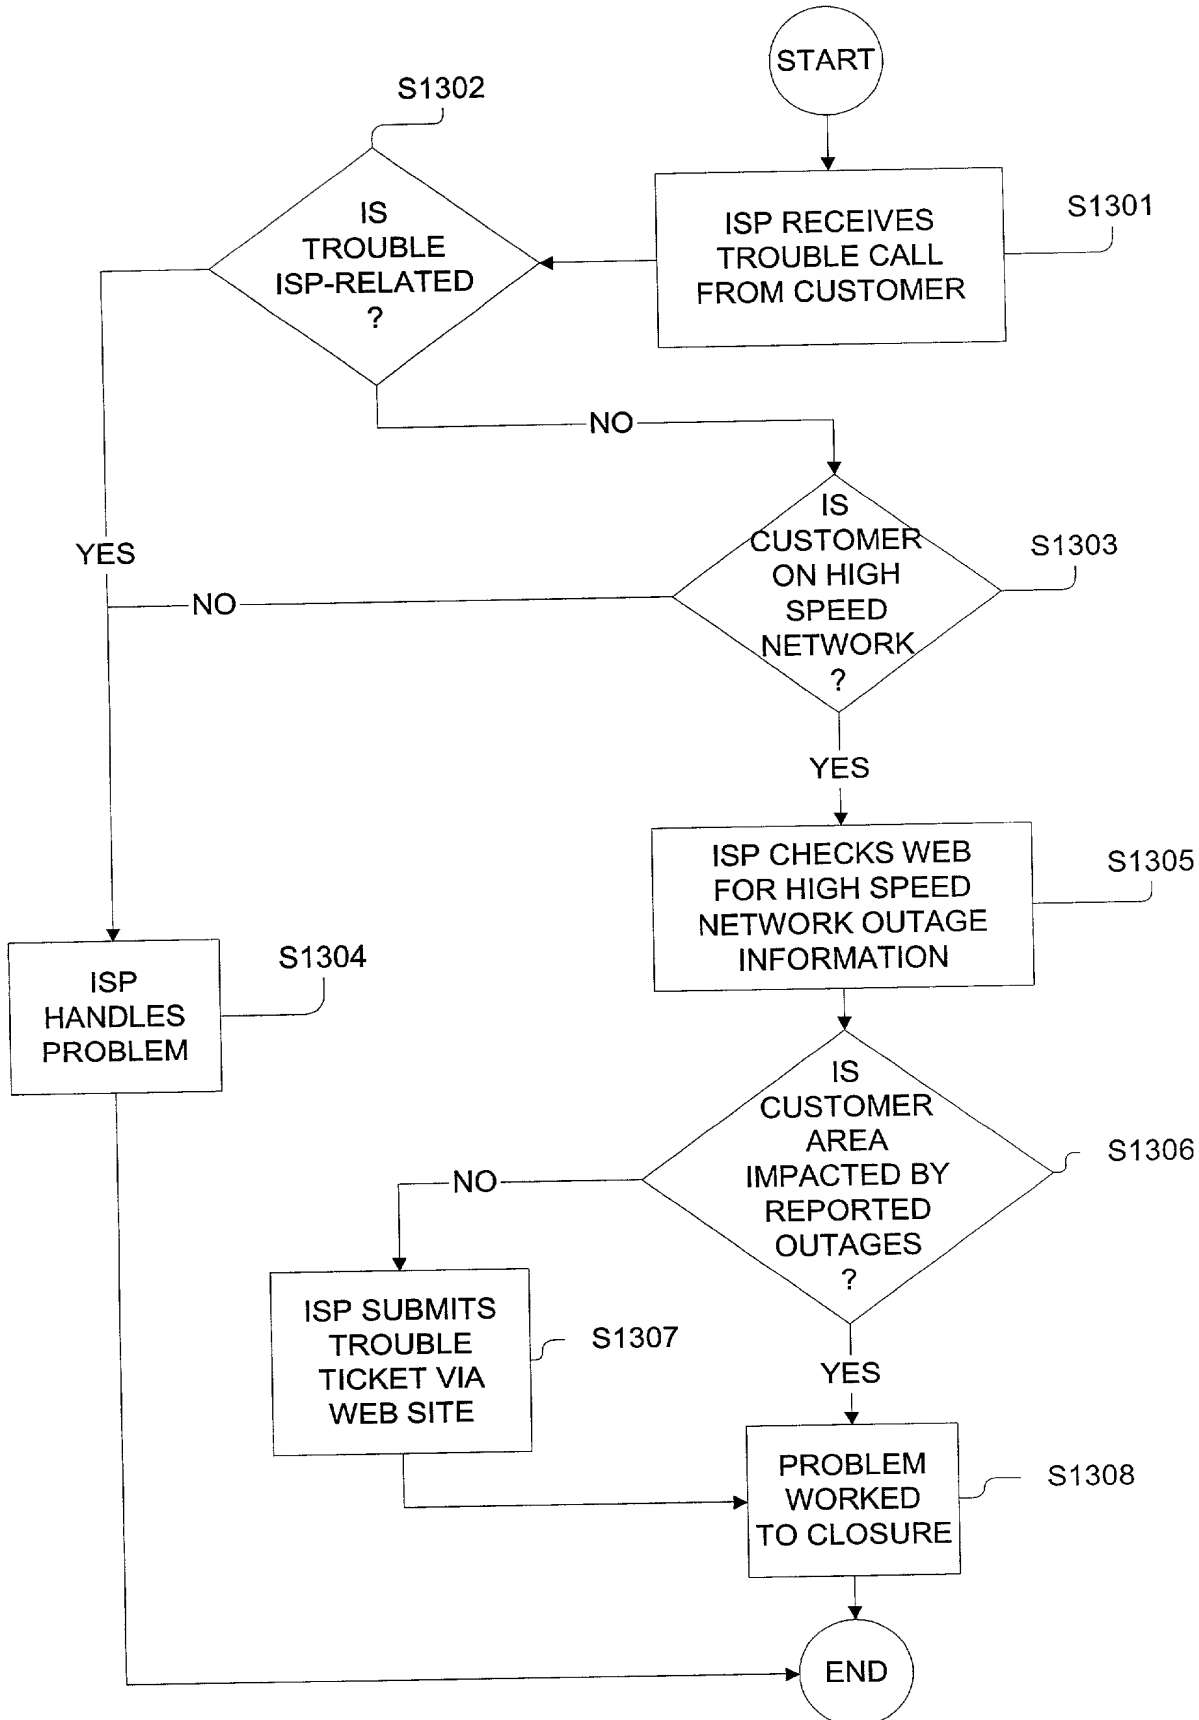 START
S1302
IS
TROUBLE
ISP-RELATED
?
ISP RECEIVES
TROUBLE CALL
FROM CUSTOMER
S1301
NO
IS
CUSTOMER
ON HIGH
SPEED
NETWORK
?
S1303
YES
NO
YES
ISP CHECKS WEB
FOR HIGH SPEED
NETWORK OUTAGE
INFORMATION
S1305
ISP
HANDLES
PROBLEM
S1304
IS
CUSTOMER
AREA
IMPACTED BY
REPORTED
OUTAGES
?
S1306
NO
ISP SUBMITS
TROUBLE
TICKET VIA
WEB SITE
S1307
YES
PROBLEM
WORKED
TO CLOSURE
S1308
END